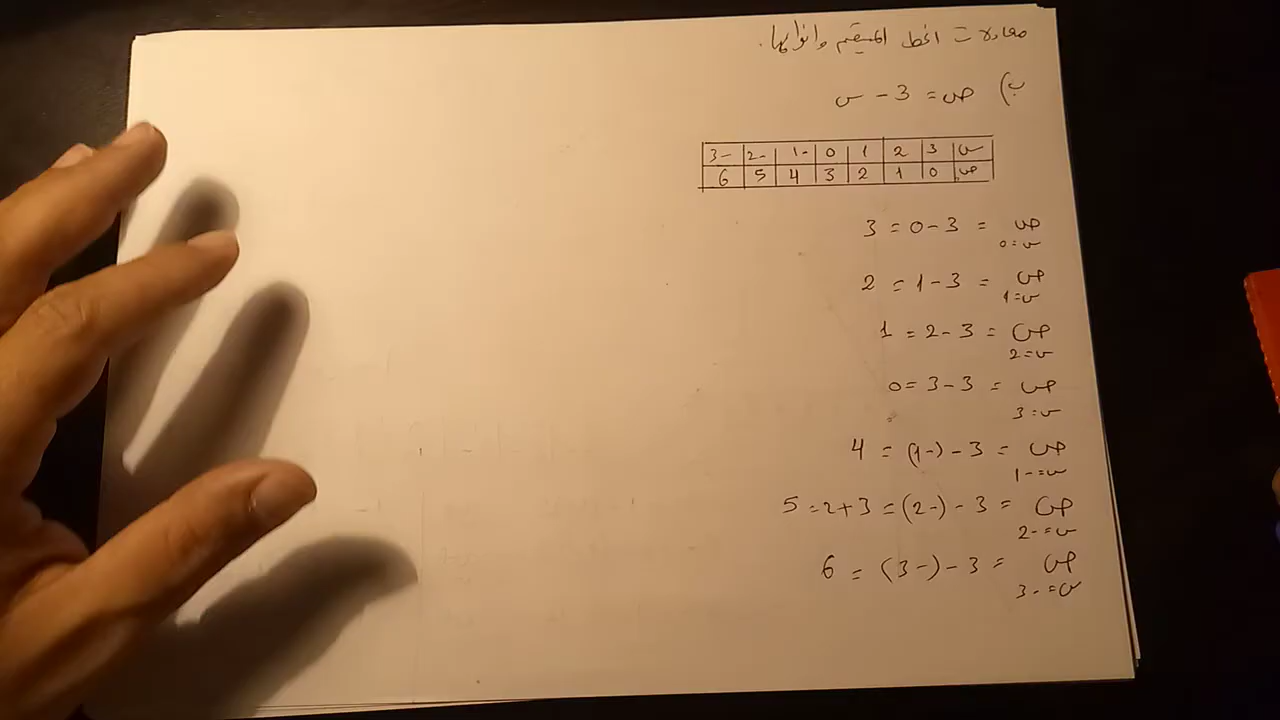 معادلات الخط المستقيم وانواعها.
ب) ص = 3 - س
س 3 2 1 0 1- 2- 3-
ص 0 1 2 3 4 5 6
ص = 3 - 0 = 3
س = 0
ص = 3 - 1 = 2
س = 1
ص = 3 - 2 = 1
س = 2
ص = 3 - 3 = 0
س = 3
ص = 3 - (-1) = 4
س = -1
ص = 3 - (-2) = 3 + 2 = 5
س = -2
ص = 3 - (-3) = 6
س = -3